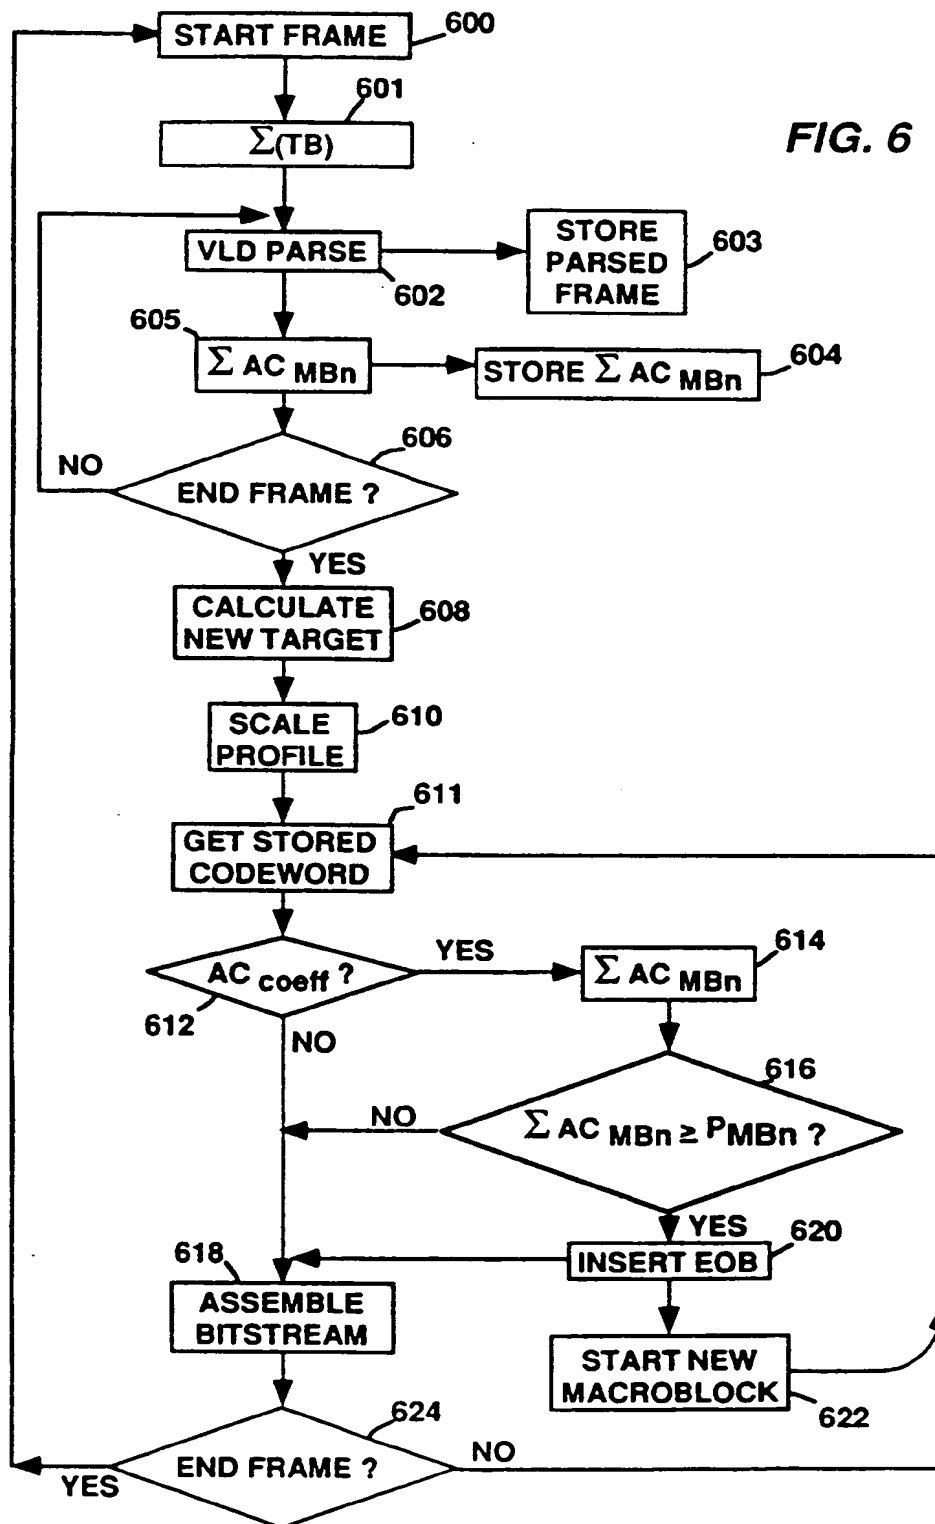 START FRAME
600
601
Σ(TB)
FIG. 6
VLD PARSE
602
STORE
PARSED
FRAME
603
605
Σ AC MBn
STORE Σ AC MBn
604
606
NO
END FRAME ?
YES
CALCULATE
NEW TARGET
608
SCALE
PROFILE
610
611
GET STORED
CODEWORD
AC coeff ?
612
YES
Σ AC MBn
614
NO
616
NO
Σ AC MBn ≥ PMBn ?
YES
INSERT EOB
620
618
ASSEMBLE
BITSTREAM
START NEW
MACROBLOCK
622
624
END FRAME ?
NO
YES